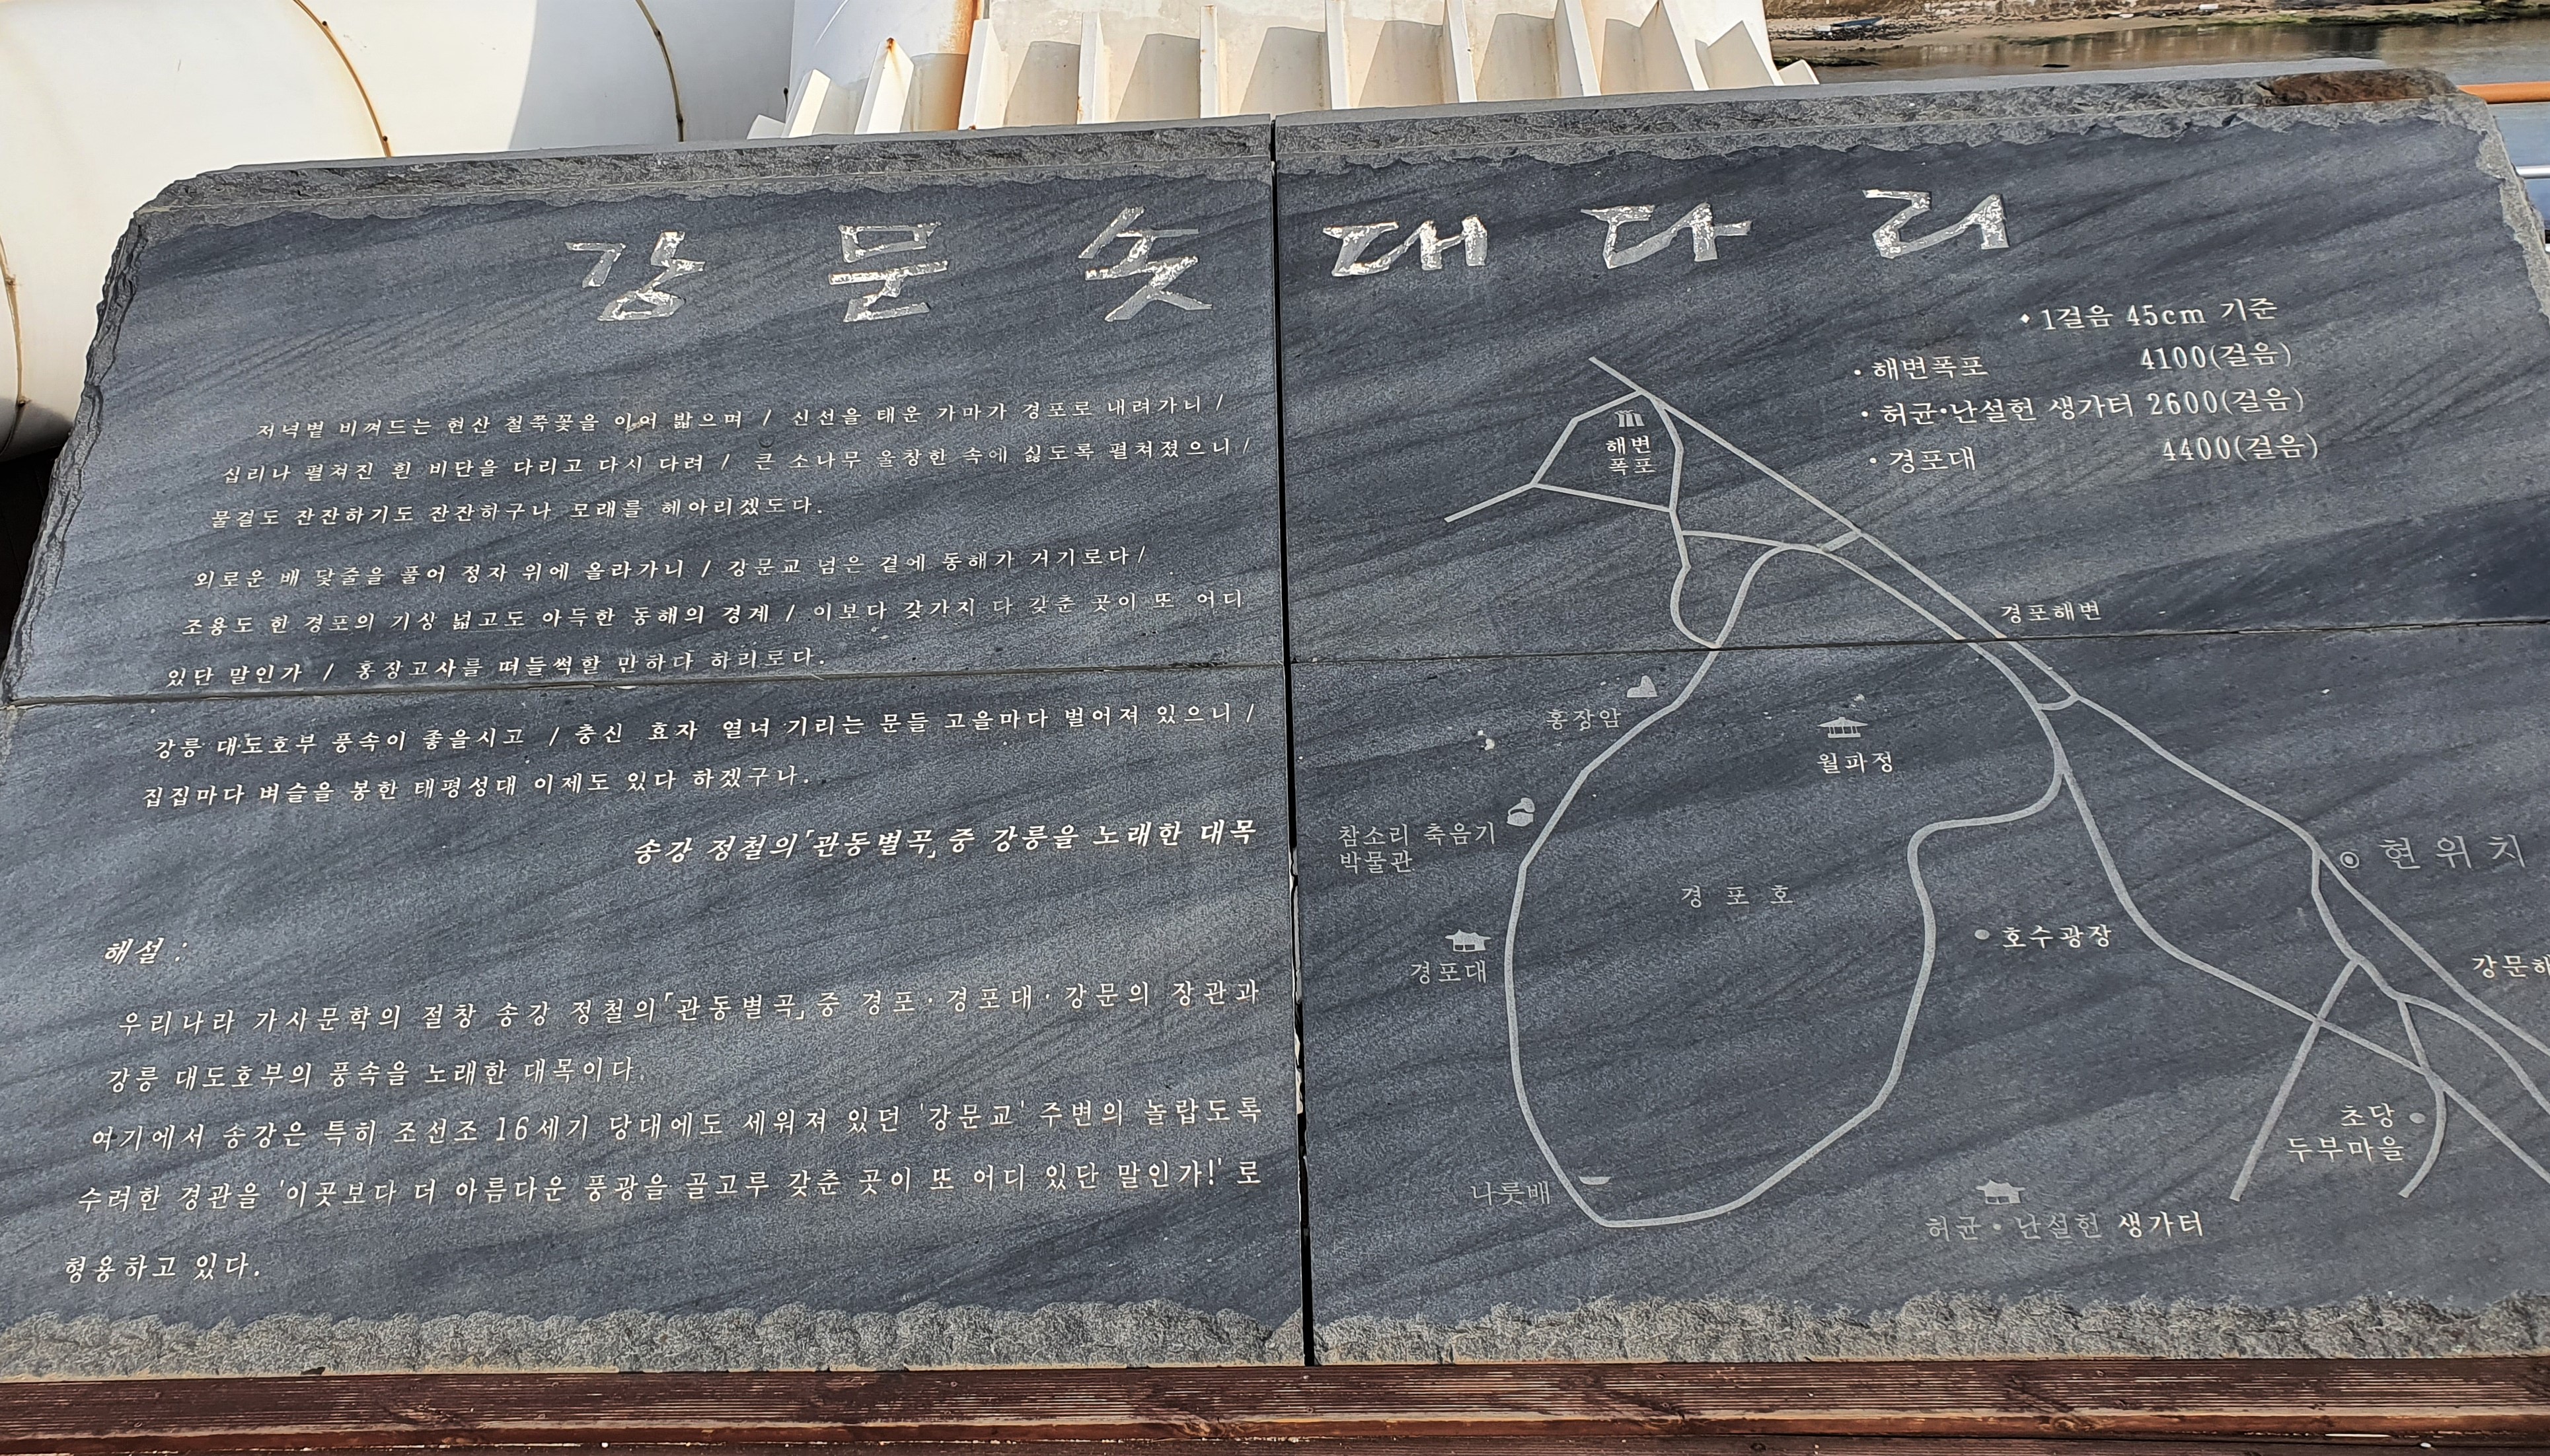 강문솟대다리
저녁볕 비껴드는 현산 철쭉꽃을 이어 밟으며 / 신선을 태운 가마가 경포로 내려가니 /
십리나 펼쳐진 흰 비단을 다리고 다시 다려 / 큰 소나무 울창한 속에 싫도록 펼쳐졌으니 /
물결도 잔잔하기도 잔잔하구나 모래를 헤아리겠도다.
외로운 배 닻줄을 풀어 정자 위에 올라가니 / 강문교 넘은 곁에 동해가 거기로다 /
조용도 한 경포의 기상 넓고도 아득한 동해의 경계 / 이보다 갖가지 다 갖춘 곳이 또 어디
있단 말인가 / 홍장고사를 떠들썩할 만하다 하리로다.
강릉 대도호부 풍속이 좋을시고 / 충신 효자 열녀 기리는 문들 고을마다 벌어져 있으니 /
집집마다 벼슬을 봉한 태평성대 이제도 있다 하겠구나.
송강 정철의「관동별곡」중 강릉을 노래한 대목
해설 :
우리나라 가사문학의 절창 송강 정철의「관동별곡」중 경포·경포대·강문의 장관과
강릉 대도호부의 풍속을 노래한 대목이다.
여기에서 송강은 특히 조선조 16세기 당대에도 세워져 있던 '강문교' 주변의 놀랍도록
수려한 경관을 '이곳보다 더 아름다운 풍광을 골고루 갖춘 곳이 또 어디 있단 말인가!' 로
형용하고 있다.
◆ 1걸음 45cm 기준
• 해변폭포 4100(걸음)
• 허균•난설헌 생가터 2600(걸음)
• 경포대 4400(걸음)
해변
폭포
경포해변
홍장암
월파정
참소리 축음기
박물관
현위치
경포호
호수광장
경포대
강문해
초당
두부마을
나룻배
허균 • 난설헌 생가터